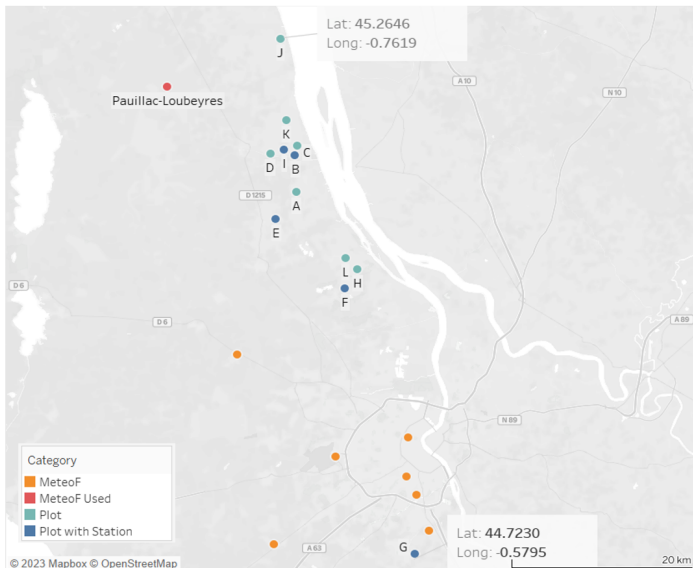 Lat: 45.2646
Long: -0.7619
J
A10
N10
Pauillac-Loubeyres
K
C
D
I
B
D1215
A
E
L
H
D6
F
D6
A89
N89
Category
MeteoF
MeteoF Used
Plot
Plot with Station
Lat: 44.7230
Long: -0.5795
G
A63
© 2023 Mapbox © OpenStreetMap
20 km